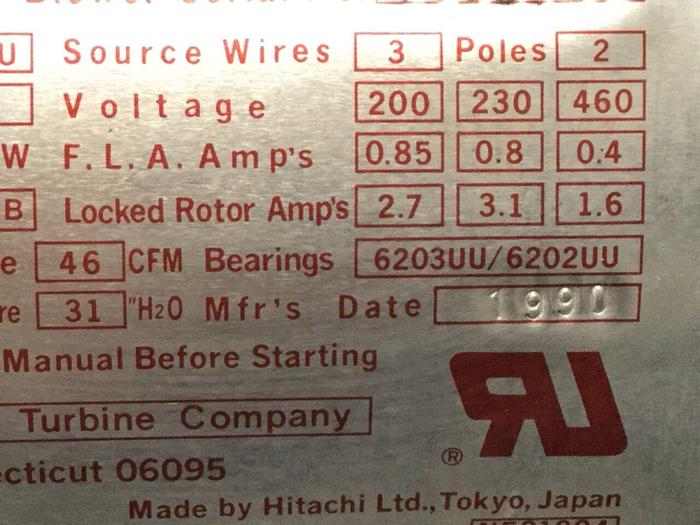 U Source Wires 3 Poles 2
Voltage 200 230 460
W F.L.A. Amp's 0.85 0.8 0.4
B Locked Rotor Amp's 2.7 3.1 1.6
e 46 CFM Bearings 6203UU/6202UU
re 31 "H2O Mfr's Date 1990
Manual Before Starting
Turbine Company
ecticut 06095
Made by Hitachi Ltd., Tokyo, Japan